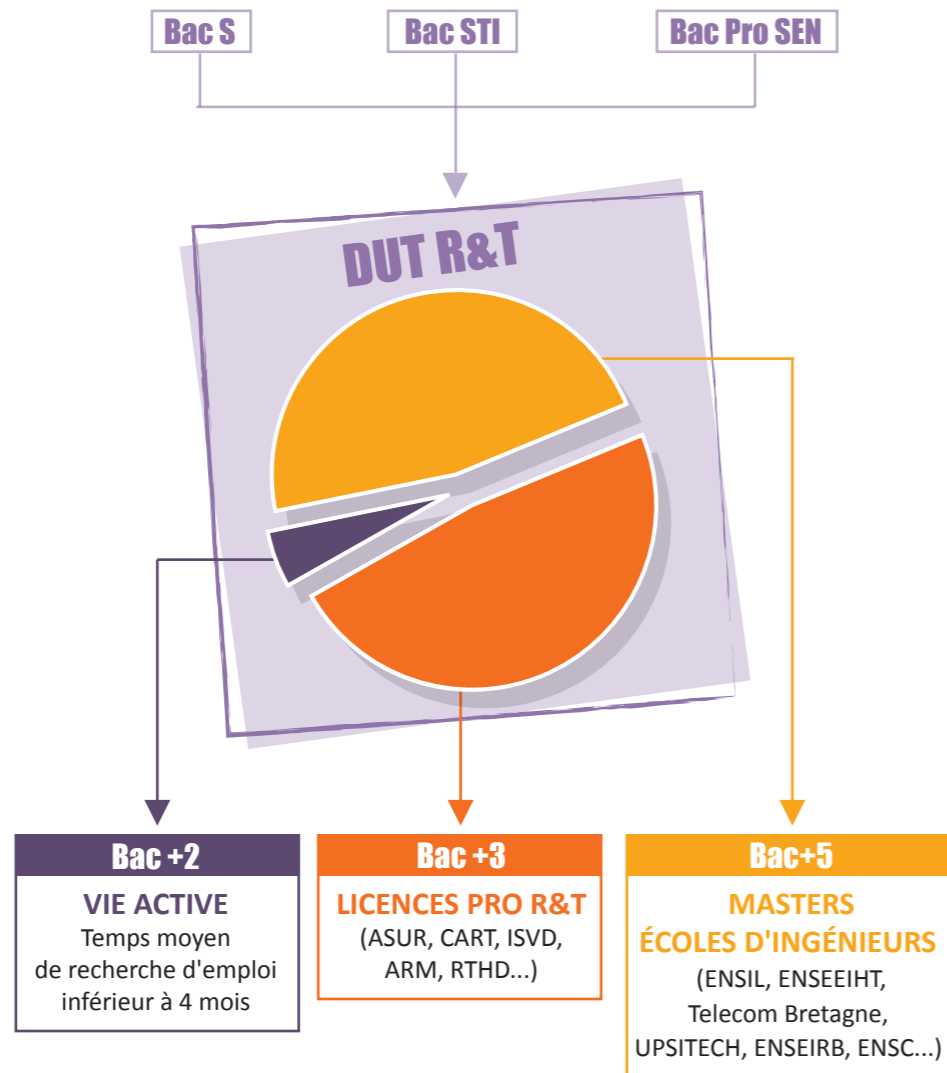 Bac S
Bac STI
Bac Pro SEN
DUT R&T
Bac +2
VIE ACTIVE
Temps moyen
de recherche d'emploi
inférieur à 4 mois
Bac +3
LICENCES PRO R&T
(ASUR, CART, ISVD,
ARM, RTHD...)
Bac+5
MASTERS
ÉCOLES D'INGÉNIEURS
(ENSIL, ENSEEIHT,
Telecom Bretagne,
UPSITECH, ENSEIRB, ENSC...)